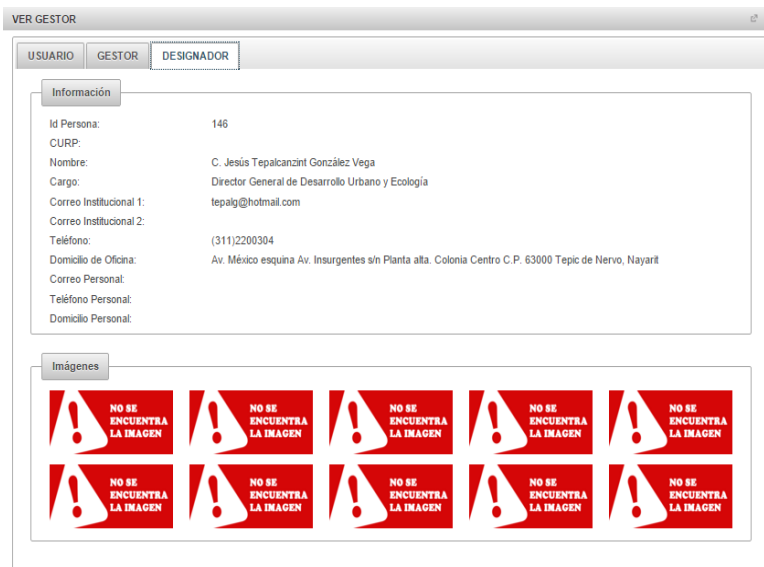 VER GESTOR
USUARIO GESTOR DESIGNADOR
Información
Id Persona: 146
CURP:
Nombre: C. Jesús Tepalcanzint González Vega
Cargo: Director General de Desarrollo Urbano y Ecología
Correo Institucional 1: tepalg@hotmail.com
Correo Institucional 2:
Teléfono: (311)2200304
Domicilio de Oficina: Av. México esquina Av. Insurgentes s/n Planta alta. Colonia Centro C.P. 63000 Tepic de Nervo, Nayarit
Correo Personal:
Teléfono Personal:
Domicilio Personal:
Imágenes
NO SE NO SE NO SE NO SE NO SE
ENCUENTRA ENCUENTRA ENCUENTRA ENCUENTRA ENCUENTRA
LA IMAGEN LA IMAGEN LA IMAGEN LA IMAGEN LA IMAGEN
NO SE NO SE NO SE NO SE NO SE
ENCUENTRA ENCUENTRA ENCUENTRA ENCUENTRA ENCUENTRA
LA IMAGEN LA IMAGEN LA IMAGEN LA IMAGEN LA IMAGEN